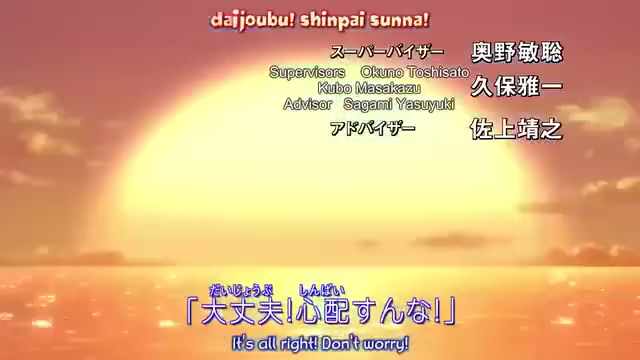 daijoubu! shinpai sunna!
スーパーバイザー 奥野敏聡
Supervisors Okuno Toshisato
Kubo Masakazu 久保雅一
Advisor Sagami Yasuyuki
アドバイザー 佐上靖之
だいじょうぶ しんぱい
「大丈夫!心配すんな!」
It's all right! Don't worry!